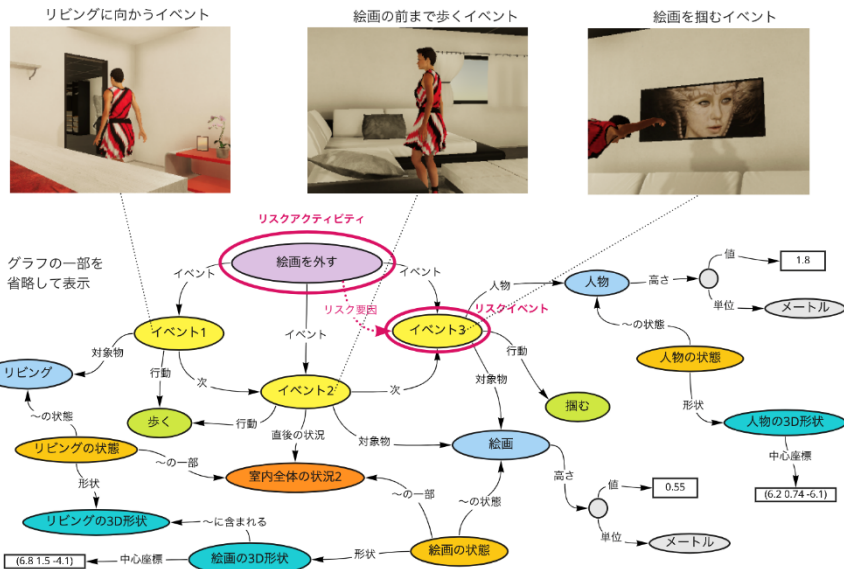 リビングに向かうイベント
絵画の前まで歩くイベント
絵画を掴むイベント
リスクアクティビティ
グラフの一部を
省略して表示
絵画を外す
イベント
イベント
イベント
リスク要因
リスクイベント
人物
人物
高さ
値
1.8
単位
メートル
イベント1
イベント3
〜の状態
人物の状態
対象物
行動
次
次
行動
対象物
リビング
イベント2
掴む
形状
〜の状態
歩く
行動
直後の状況
対象物
人物の3D形状
リビングの状態
〜の一部
絵画
中心座標
室内全体の状況2
高さ
値
0.55
(6.2 0.74 -6.1)
形状
〜の一部
〜の状態
リビングの3D形状
〜に含まれる
単位
メートル
(6.8 1.5 -4.1)
中心座標
絵画の3D形状
形状
絵画の状態